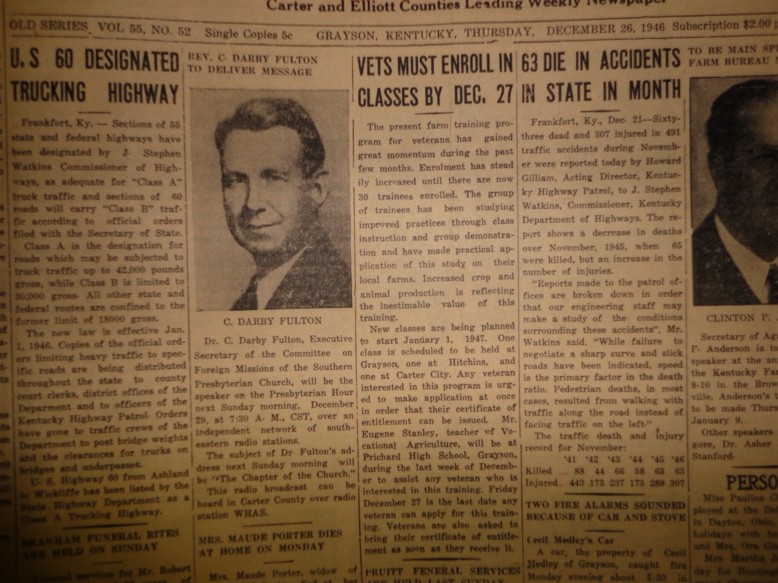 Carter and Elliott Counties Leading Weekly Newspaper
OLD SERIES, VOL 55, NO. 52 Single Copies 5c GRAYSON, KENTUCKY, THURSDAY, DECEMBER 26, 1946 Subscription $2.00
U.S 60 DESIGNATED
TRUCKING HIGHWAY
Frankfort, Ky. — Sections of 55
state and federal highways have
been designated by J. Stephen
Watkins Commissioner of High-
ways, as adequate for "Class A"
truck traffic and sections of 60
roads will carry "Class B" traf-
fic according to official orders
filed with the Secretary of State.
Class A is the designation for
roads which may be subjected to
truck traffic up to 42,000 pounds
gross, while Class B is limited to
30,000 gross. All other state and
federal routes are confined to the
former limit of 18000 gross.
The new law is effective Jan.
1, 1946. Copies of the official ord-
ers limiting heavy traffic to spec-
ific roads are being distributed
throughout the state to county
court clerks, district offices of the
Deparment and to officers of the
Kentucky Highway Patrol. Orders
have gone to traffic crews of the
Department to post bridge weights
and the clearances for trucks on
bridges and underpasses.
U. S. Highway 60 from Ashland
to Wickliffe has been listed by the
State Highway Department as a
Class A Trucking Highway.
BRANHAM FUNERAL RITES
ARE HELD ON SUNDAY
Funeral services for Mr. Robert
REV. C. DARBY FULTON
TO DELIVER MESSAGE
C. DARBY FULTON
Dr. C. Darby Fulton, Executive
Secretary of the Committee on
Foreign Missions of the Southern
Presbyterian Church, will be the
speaker on the Presbyterian Hour
next Sunday morning, December
29, at 7:30 A. M., CST, over an
independent network of south-
eastern radio stations.
The subject of Dr. Fulton's ad-
dress next Sunday morning will
be "The Chapter of the Church."
This radio broadcast can be
heard in Carter County over radio
station WHAS.
MRS. MAUDE PORTER DIES
AT HOME ON MONDAY
Mrs. Maude Porter, widow of
VETS MUST ENROLL IN
CLASSES BY DEC. 27
The present farm training pro-
gram for veterans has gained
great momentum during the past
few months. Enrolment has stead
ily increased until there are now
30 trainees enrolled. The group
of trainees has been studying
improved practices through class
instruction and group demonstra-
tion and have made practical ap-
plication of this study on their
local farms. Increased crop and
animal production is reflecting
the inestimable value of this
training.
New classes are being planned
to start January 1, 1947. One
class is scheduled to be held at
Grayson, one at Hitchins, and
one at Carter City. Any veteran
interested in this program is urg-
ed to make application at once
in order that their certificate of
entitlement can be issued. Mr.
Eugene Stanley, teacher of Vo-
cational Agriculture, will be at
Prichard High School, Grayson,
during the last week of Decemb-
er to assist any veteran who is
interested in this training. Friday
December 27 is the last date any
veteran can apply for this train-
ing. Veterans are also asked to
bring their certificate of entitle-
ment as soon as they receive it.
PRUITT FUNERAL SERVICES
ARE HELD LAST SUNDAY
63 DIE IN ACCIDENTS
IN STATE IN MONTH
Frankfort, Ky., Dec. 21—Sixty-
three dead and 307 injured in 491
traffic accidents during Novemb-
er were reported today by Howard
Gilliam, Acting Director, Kentuc-
ky Highway Patrol, to J. Stephen
Watkins, Commissioner, Kentucky
Department of Highways. The re-
purt shows a decrease in deaths
over November, 1945, when 65
were killed, but an increase in the
number of injuries.
"Reports made to the patrol of-
fices are broken down in order
that our engineering staff may
make a study of the conditions
surrounding these accidents", Mr.
Watkins said. "While failure to
negotiate a sharp curve and slick
roads have been indicated, speed
is the primary factor in the death
ratio. Pedestrian deaths, in most
cases, resulted from walking with
traffic along the road instead of
facing traffic on the left."
The traffic death and injury
record for November:
'41 '42 '43 '44 '45 '46
Killed 88 44 66 58 65 63
Injured 443 173 237 173 289 307
TWO FIRE ALARMS SOUNDED
BECAUSE OF CAR AND STOVE
Cecil Medley's Car
A car, the property of Cecil
Medley of Grayson, caught fire
Monday evening about
TO BE MAIN
FARM BUREAU
CLINTON P.
Secretary of
P. Anderson is
speaker at the
the Kentucky
8-10 in the
ville. Anderson's
to be made Thurs
January 9.
Other speakers
gore, Dr. Asher
Stanford.
PERSO
Miss Pauline
ployed at the
in Dayton, Ohio,
Lolidays with
and Mrs. Ora
Miss Martha
day for